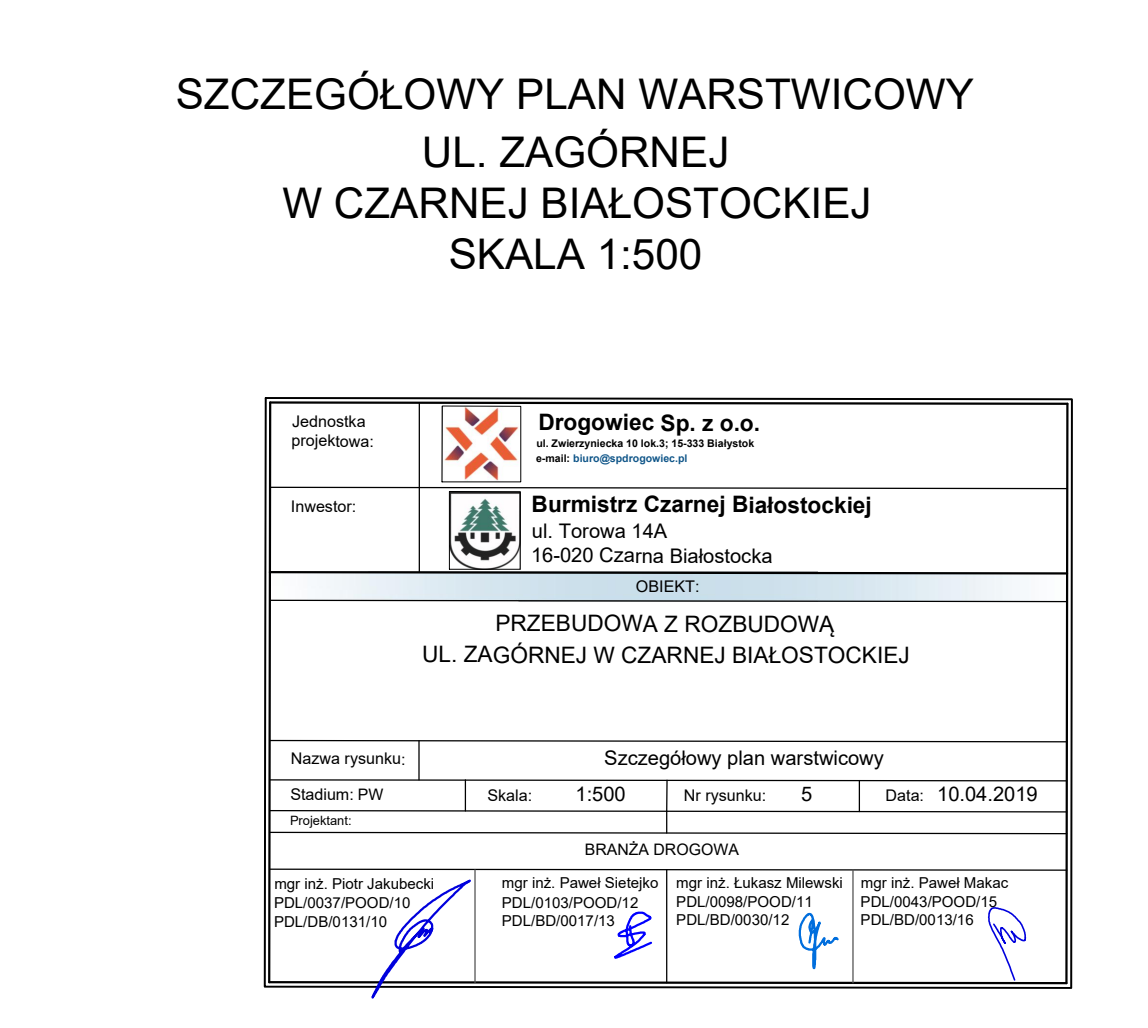 SZCZEGÓŁOWY PLAN WARSTWICOWY
UL. ZAGÓRNEJ
W CZARNEJ BIAŁOSTOCKIEJ
SKALA 1:500
Jednostka
projektowa:
Drogowiec Sp. z o.o.
ul. Zwierzyniecka 10 lok.3; 15-333 Białystok
e-mail: biuro@spdrogowiec.pl
Inwestor:
Burmistrz Czarnej Białostockiej
ul. Torowa 14A
16-020 Czarna Białostocka
OBIEKT:
PRZEBUDOWA Z ROZBUDOWĄ
UL. ZAGÓRNEJ W CZARNEJ BIAŁOSTOCKIEJ
Nazwa rysunku: Szczegółowy plan warstwicowy
Stadium: PW Skala: 1:500 Nr rysunku: 5 Data: 10.04.2019
Projektant:
BRANŻA DROGOWA
mgr inż. Piotr Jakubecki
PDL/0037/POOD/10
PDL/DB/0131/10
mgr inż. Paweł Sietejko
PDL/0103/POOD/12
PDL/BD/0017/13
mgr inż. Łukasz Milewski
PDL/0098/POOD/11
PDL/BD/0030/12
mgr inż. Paweł Makac
PDL/0043/POOD/15
PDL/BD/0013/16